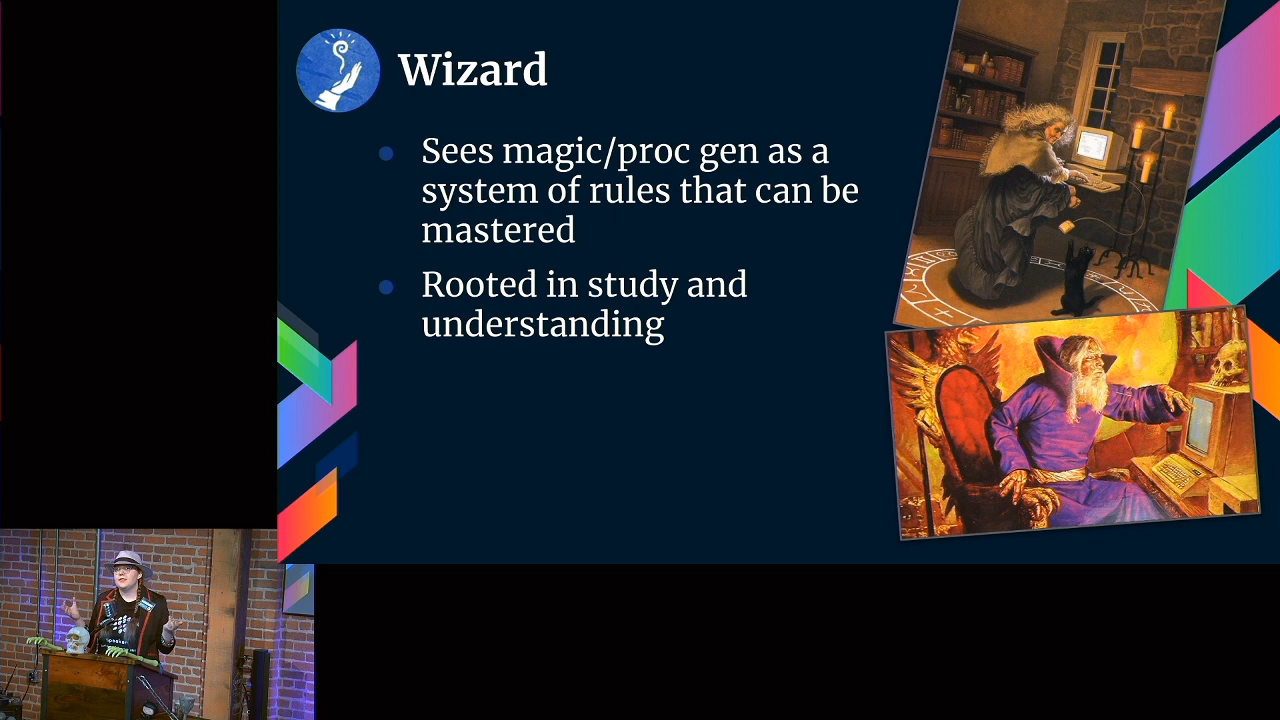 Wizard
Sees magic/proc gen as a
system of rules that can be
mastered
Rooted in study and
understanding